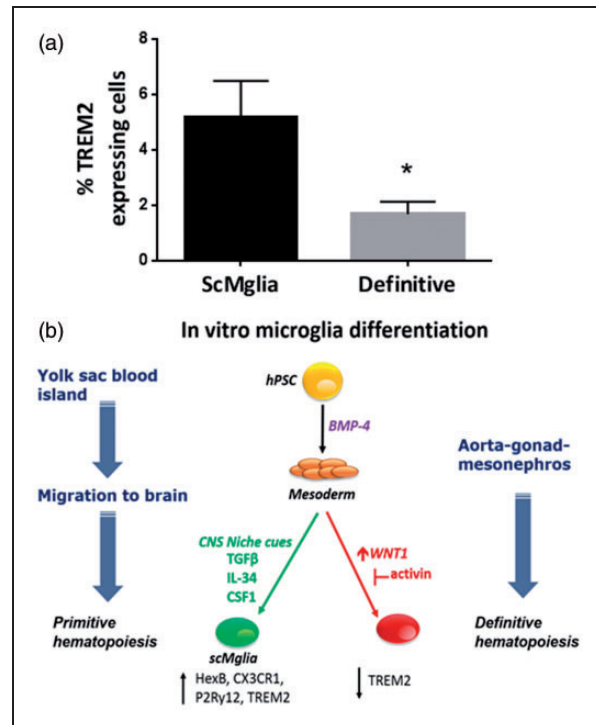 (a)
% TREM2
expressing cells
8
6
4
2
0
*
ScMglia
Definitive
(b)
In vitro microglia differentiation
Yolk sac blood
island
Migration to brain
Primitive
hematopoiesis
hPSC
BMP-4
Mesoderm
CNS Niche cues
TGFβ
IL-34
CSF1
scMglia
HexB, CX3CR1,
P2Ry12, TREM2
↑WNT1
activin
TREM2
Aorta-gonad-
mesonephros
Definitive
hematopoiesis